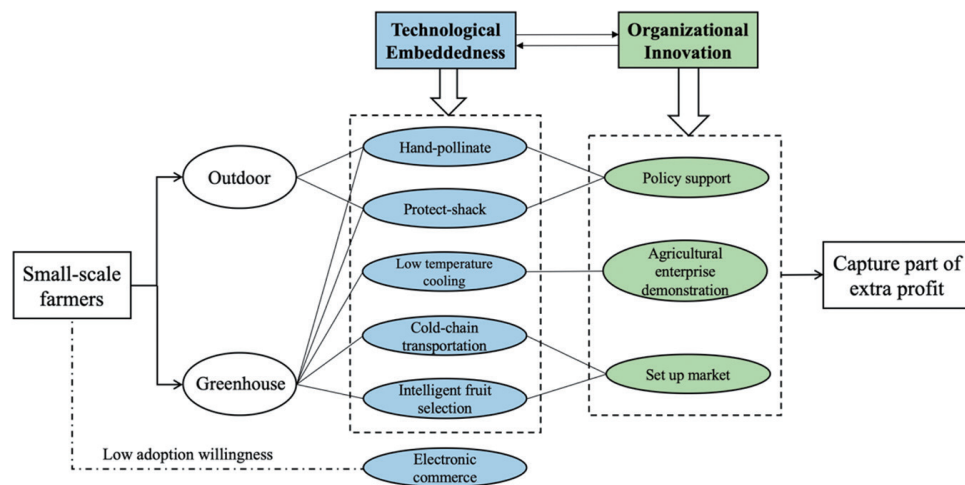 Technological
Embeddedness
Organizational
Innovation
Hand-pollinate
Outdoor
Policy support
Protect-shack
Small-scale
farmers
Low temperature
cooling
Agricultural
enterprise
demonstration
Capture part of
extra profit
Cold-chain
transportation
Greenhouse
Set up market
Intelligent fruit
selection
Low adoption willingness
Electronic
commerce